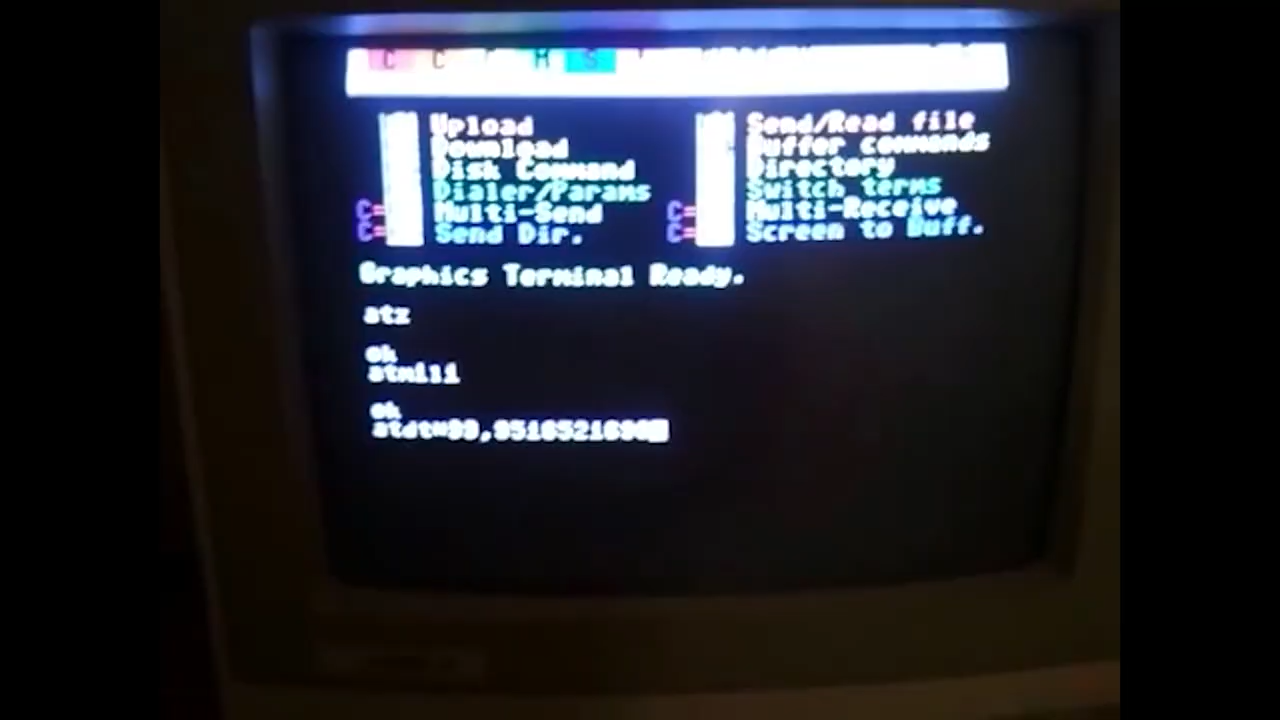 C C G M S
Upload Send/Read file
Download Buffer commands
Disk Command Directory
Dialer/Params Switch terms
C= Multi-Send C= Multi-Receive
C= Send Dir. C= Screen to Buff.
Graphics Terminal Ready.
atz
ok
atm1l1
ok